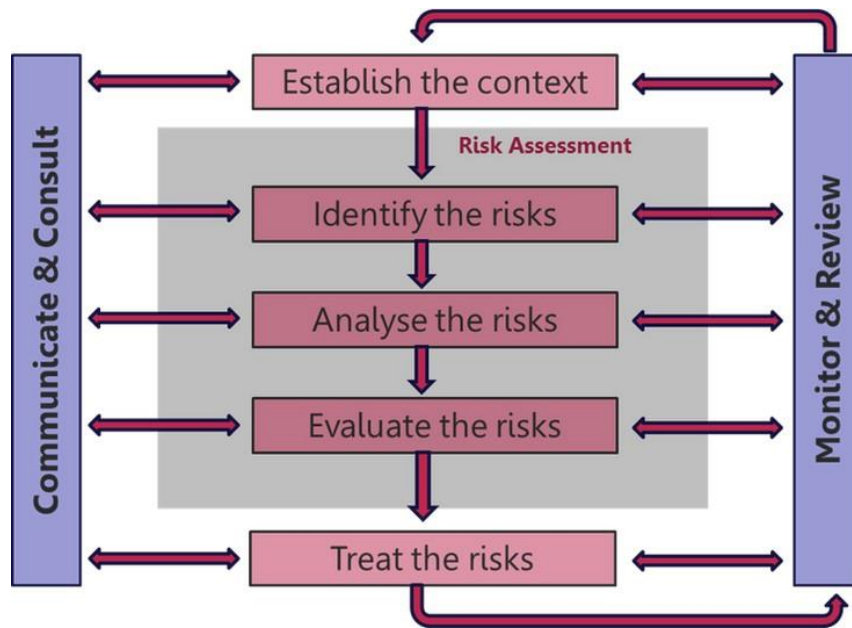 Establish the context
Risk Assessment
Identify the risks
Analyse the risks
Evaluate the risks
Treat the risks
Communicate & Consult
Monitor & Review